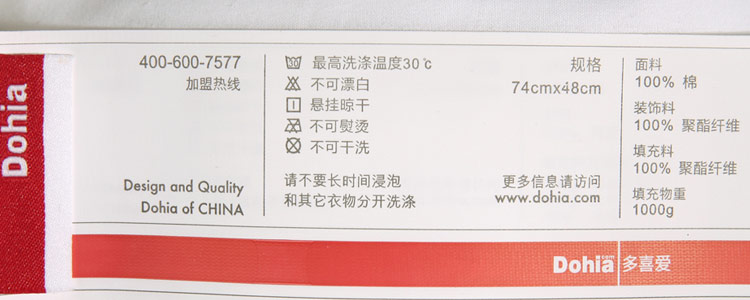 Dohia
400-600-7577
加盟热线
Design and Quality
Dohia of CHINA
最高洗涤温度30℃
不可漂白
悬挂晾干
不可熨烫
不可干洗
请不要长时间浸泡
和其它衣物分开洗涤
规格
74cmx48cm
更多信息请访问
www.dohia.com
面料
100% 棉
装饰料
100% 聚酯纤维
填充料
100% 聚酯纤维
填充物重
1000g
Dohia.com 多喜爱